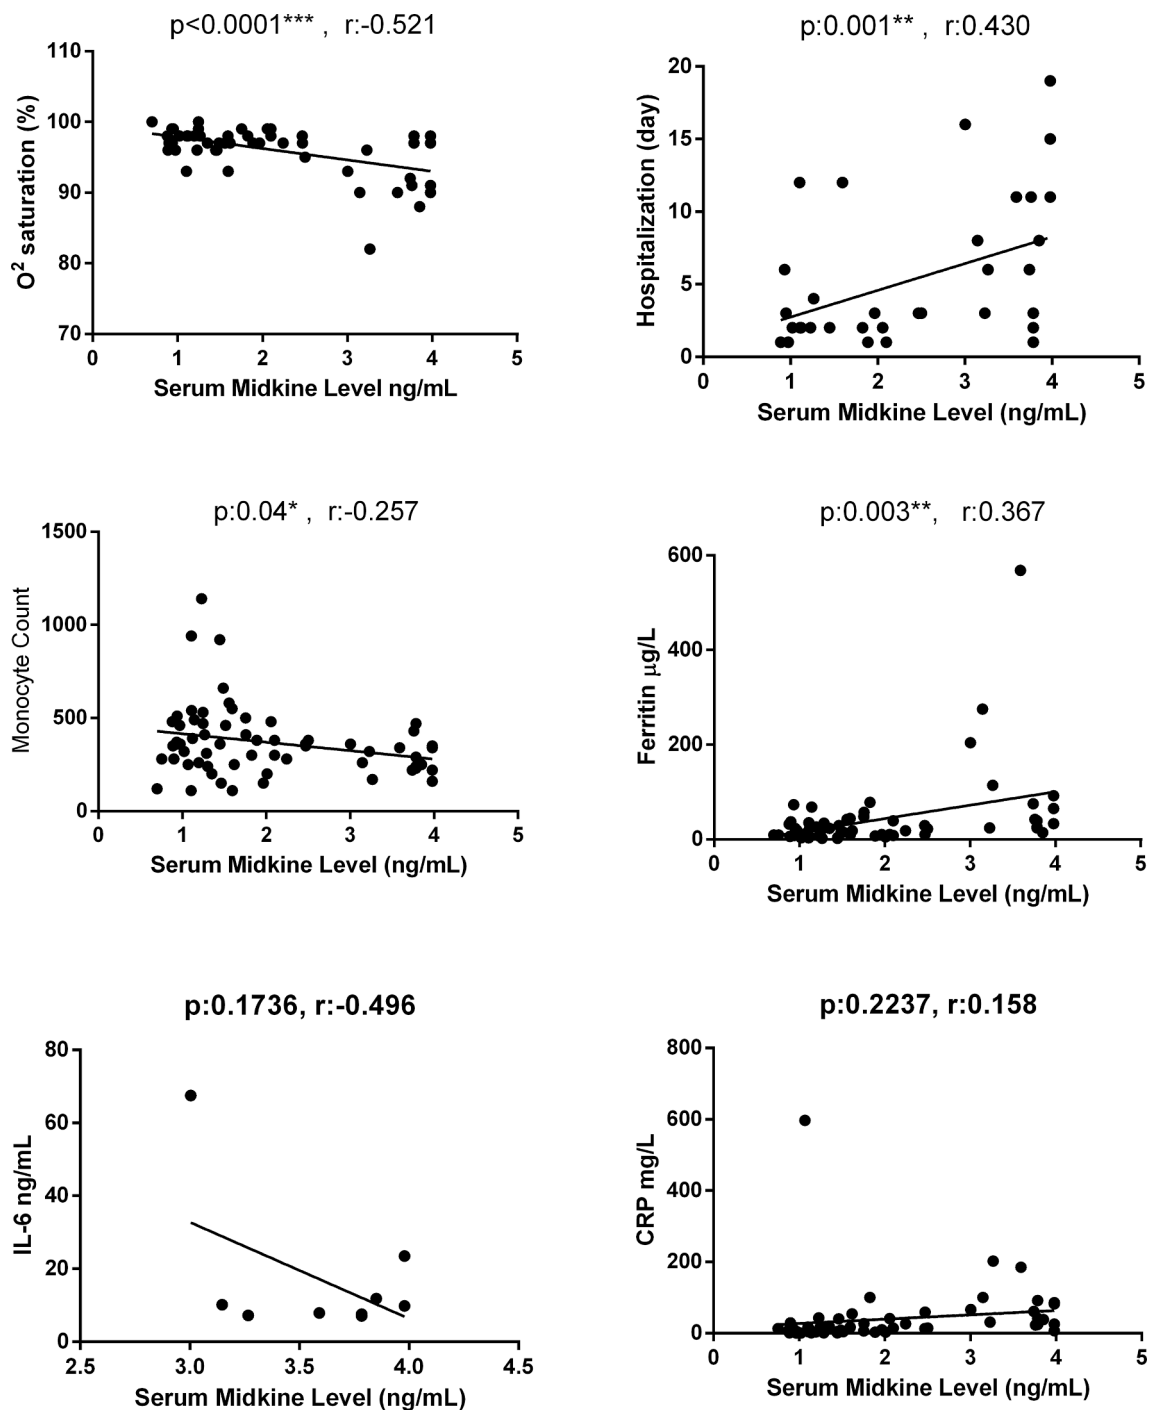 p<0.0001*** , r:-0.521
110
100
90
80
70
O2 saturation (%)
0 1 2 3 4 5
Serum Midkine Level ng/mL
p:0.001** , r:0.430
20
15
10
5
0
Hospitalization (day)
0 1 2 3 4 5
Serum Midkine Level (ng/mL)
p:0.04* , r:-0.257
1500
1000
500
0
Monocyte Count
0 1 2 3 4 5
Serum Midkine Level (ng/mL)
p:0.003**, r:0.367
600
400
200
0
Ferritin μg/L
0 1 2 3 4 5
Serum Midkine Level (ng/mL)
p:0.1736, r:-0.496
80
60
40
20
0
IL-6 ng/mL
2.5 3.0 3.5 4.0 4.5
Serum Midkine Level (ng/mL)
p:0.2237, r:0.158
800
600
400
200
0
CRP mg/L
0 1 2 3 4 5
Serum Midkine Level (ng/mL)